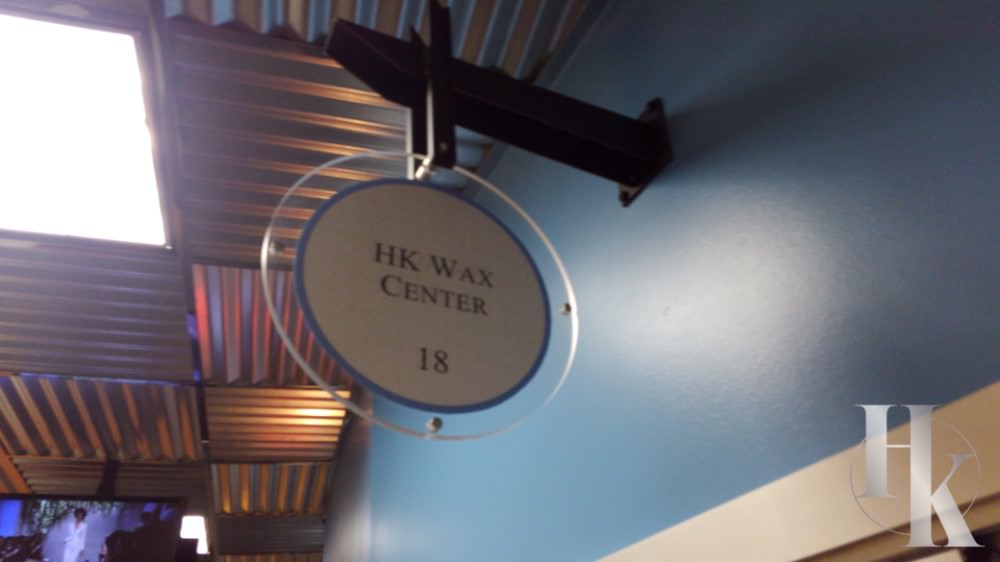 HK WAX
CENTER
18
HK